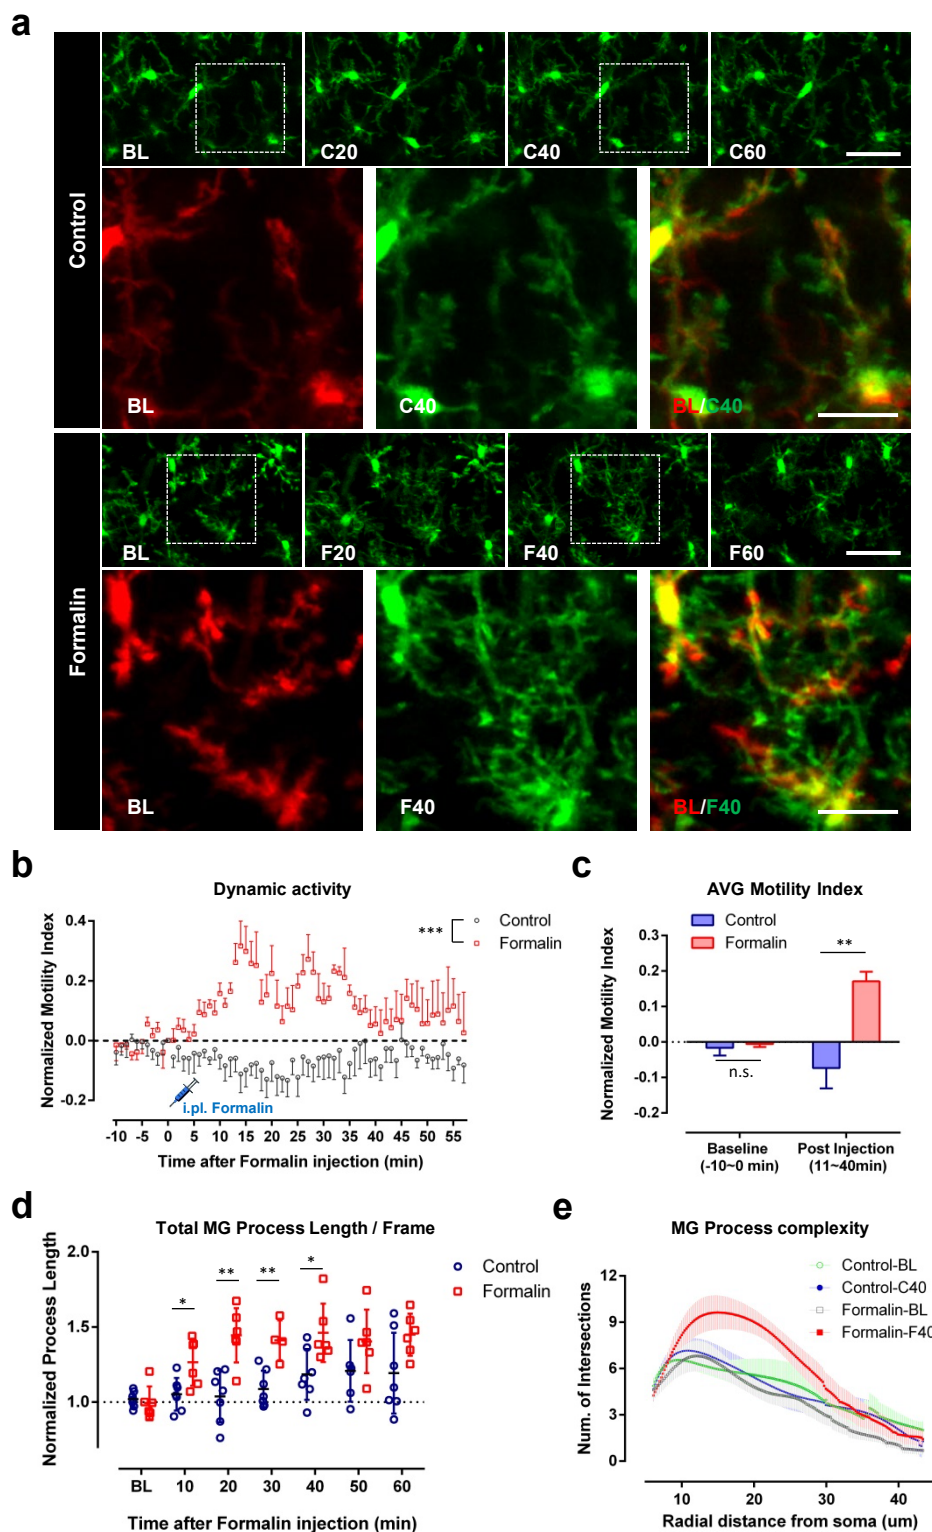 a
Control
BL
C20
C40
C60
BL
C40
BL/C40
Formalin
BL
F20
F40
F60
BL
F40
BL/F40
b
Dynamic activity
Normalized Motility Index
0.4
0.2
0.0
-0.2
***
Control
Formalin
i.pl. Formalin
-10 -5 0 5 10 15 20 25 30 35 40 45 50 55
Time after Formalin injection (min)
c
AVG Motility Index
Control
Formalin
Normalized Motility Index
0.3
0.2
0.1
0.0
-0.1
-0.2
**
n.s.
Baseline
(-10~0 min)
Post Injection
(11~40min)
d
Total MG Process Length / Frame
Normalized Process Length
2.0
1.5
1.0
*
**
**
*
Control
Formalin
BL 10 20 30 40 50 60
Time after Formalin injection (min)
e
MG Process complexity
Control-BL
Control-C40
Formalin-BL
Formalin-F40
Num. of Intersections
12
9
6
3
0
10 20 30 40
Radial distance from soma (um)